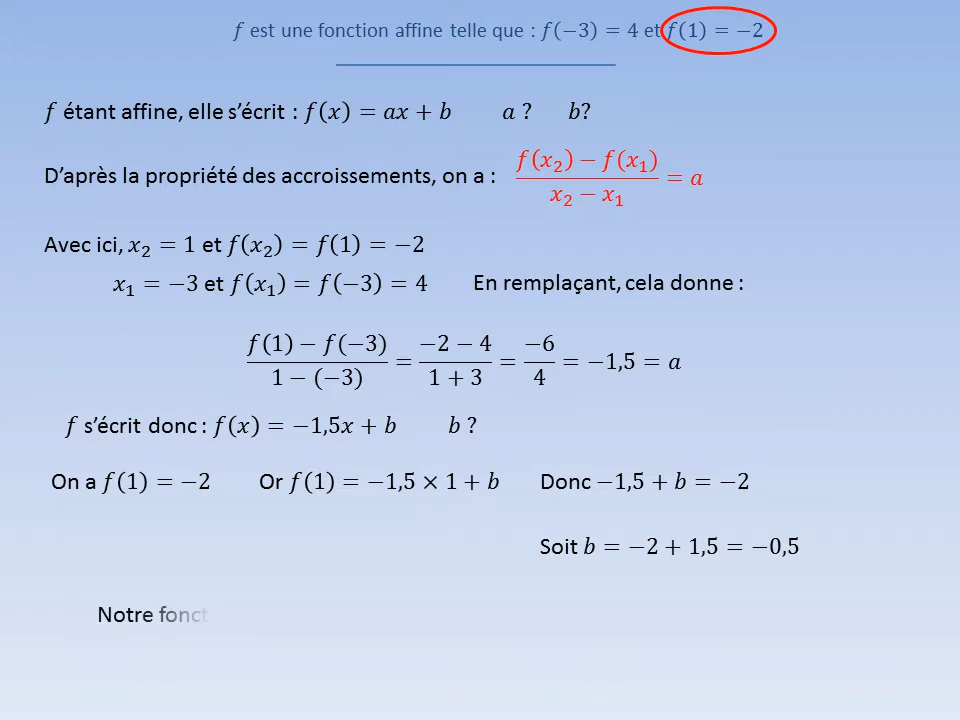 f est une fonction affine telle que : f(−3) = 4 et f(1) = −2
f étant affine, elle s'écrit : f(x) = ax + b a ? b?
D'après la propriété des accroissements, on a : (f(x₂) − f(x₁))/(x₂ − x₁) = a
Avec ici, x₂ = 1 et f(x₂) = f(1) = −2
x₁ = −3 et f(x₁) = f(−3) = 4 En remplaçant, cela donne :
(f(1) − f(−3))/(1 − (−3)) = (−2 − 4)/(1 + 3) = −6/4 = −1,5 = a
f s'écrit donc : f(x) = −1,5x + b b ?
On a f(1) = −2 Or f(1) = −1,5 × 1 + b Donc −1,5 + b = −2
Soit b = −2 + 1,5 = −0,5
Notre fonct